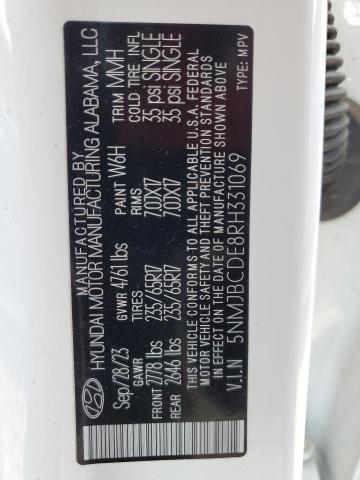 MANUFACTURED BY
HYUNDAI MOTOR MANUFACTURING ALABAMA, LLC
Sep/28/23 GVWR 4761 lbs PAINT W6H TRIM MMH
GAWR TIRES RIMS COLD TIRE INFL
FRONT 2778 lbs 235/65R17 7.0JX17 35 psi SINGLE
REAR 2646 lbs 235/65R17 7.0JX17 35 psi SINGLE
THIS VEHICLE CONFORMS TO ALL APPLICABLE U.S.A. FEDERAL
MOTOR VEHICLE SAFETY, BUMPER, AND THEFT PREVENTION STANDARDS
IN EFFECT ON THE DATE OF MANUFACTURE SHOWN ABOVE.
V.I.N 5NMJBCDE8RH331069 TYPE: MPV